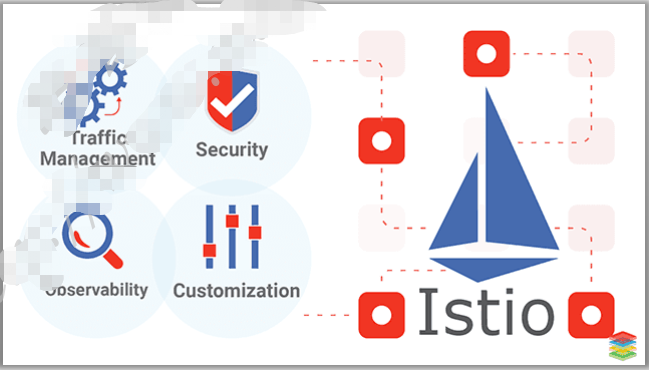 Traffic
Management
Security
Observability
Customization
Istio